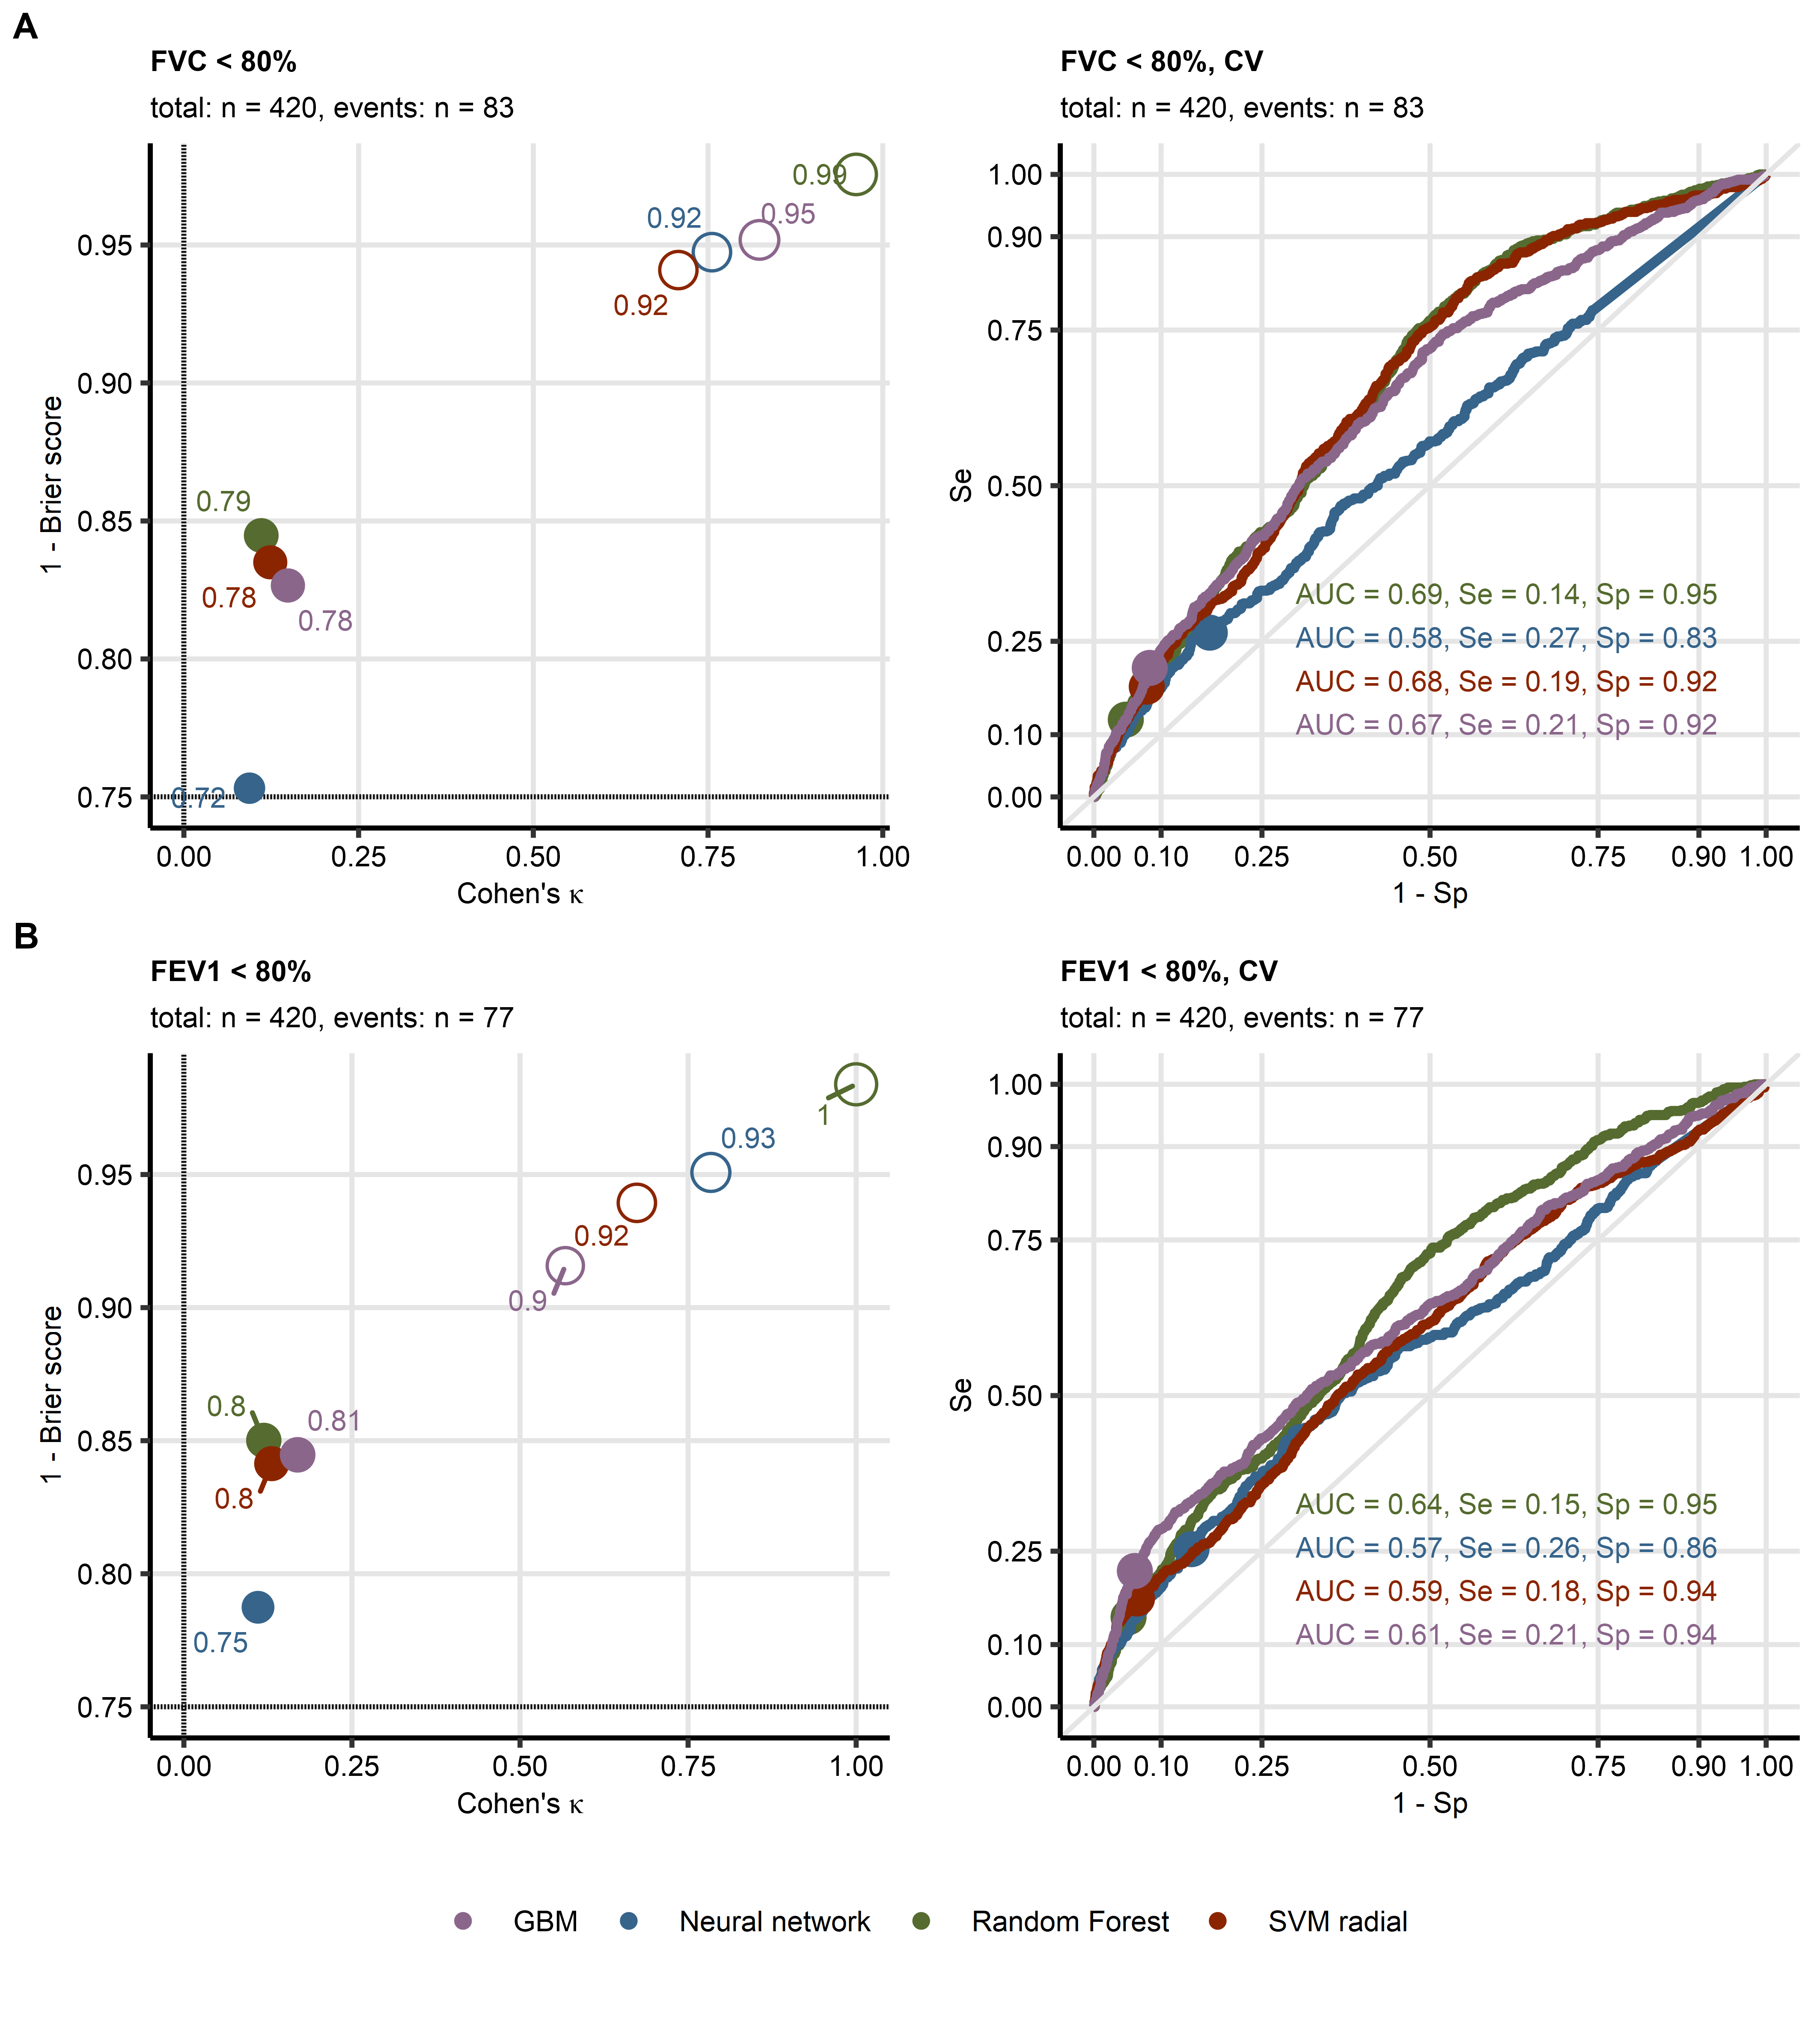 A
FVC < 80%
total: n = 420, events: n = 83
1 - Brier score
0.95
0.90
0.85
0.80
0.75
0.99
0.95
0.92
0.92
0.79
0.78
0.78
0.72
0.00 0.25 0.50 0.75 1.00
Cohen's κ
FVC < 80%, CV
total: n = 420, events: n = 83
Se
1.00
0.90
0.75
0.50
0.25
0.10
0.00
AUC = 0.69, Se = 0.14, Sp = 0.95
AUC = 0.58, Se = 0.27, Sp = 0.83
AUC = 0.68, Se = 0.19, Sp = 0.92
AUC = 0.67, Se = 0.21, Sp = 0.92
0.00 0.10 0.25 0.50 0.75 0.90 1.00
1 - Sp
B
FEV1 < 80%
total: n = 420, events: n = 77
1 - Brier score
0.95
0.90
0.85
0.80
0.75
1
0.93
0.92
0.9
0.8
0.81
0.8
0.75
0.00 0.25 0.50 0.75 1.00
Cohen's κ
FEV1 < 80%, CV
total: n = 420, events: n = 77
Se
1.00
0.90
0.75
0.50
0.25
0.10
0.00
AUC = 0.64, Se = 0.15, Sp = 0.95
AUC = 0.57, Se = 0.26, Sp = 0.86
AUC = 0.59, Se = 0.18, Sp = 0.94
AUC = 0.61, Se = 0.21, Sp = 0.94
0.00 0.10 0.25 0.50 0.75 0.90 1.00
1 - Sp
GBM Neural network Random Forest SVM radial